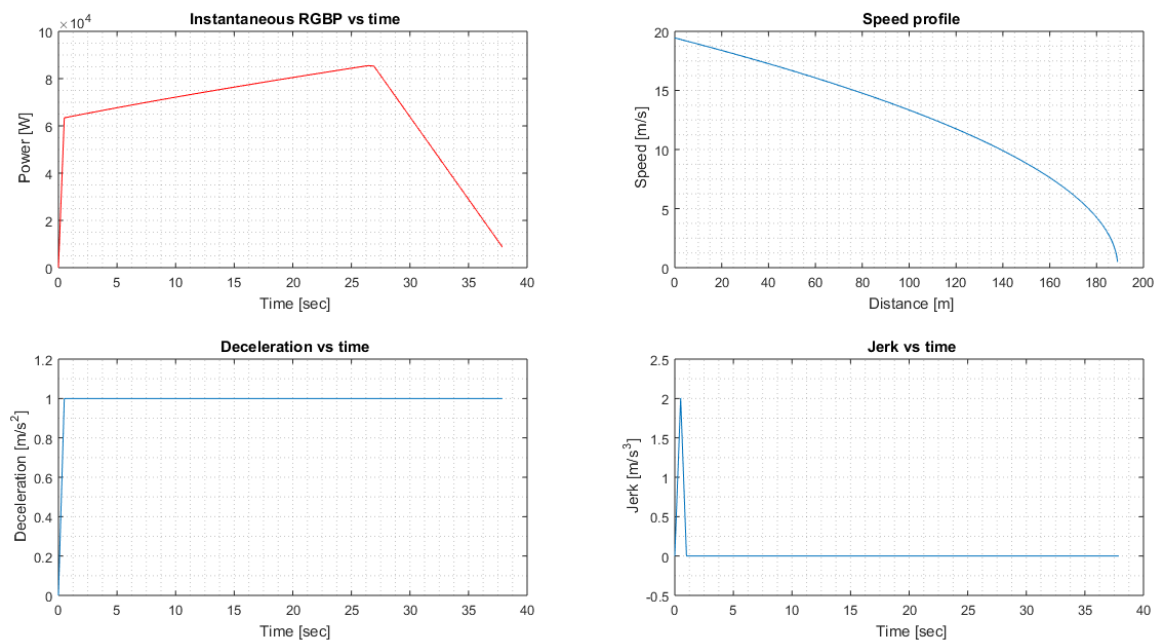 Instantaneous RGBP vs time
×10^4
10
8
6
4
2
0
Power [W]
0 5 10 15 20 25 30 35 40
Time [sec]
Speed profile
20
15
10
5
0
Speed [m/s]
0 20 40 60 80 100 120 140 160 180 200
Distance [m]
Deceleration vs time
1.2
1
0.8
0.6
0.4
0.2
0
Deceleration [m/s^2]
0 5 10 15 20 25 30 35 40
Time [sec]
Jerk vs time
2.5
2
1.5
1
0.5
0
-0.5
Jerk [m/s^3]
0 5 10 15 20 25 30 35 40
Time [sec]